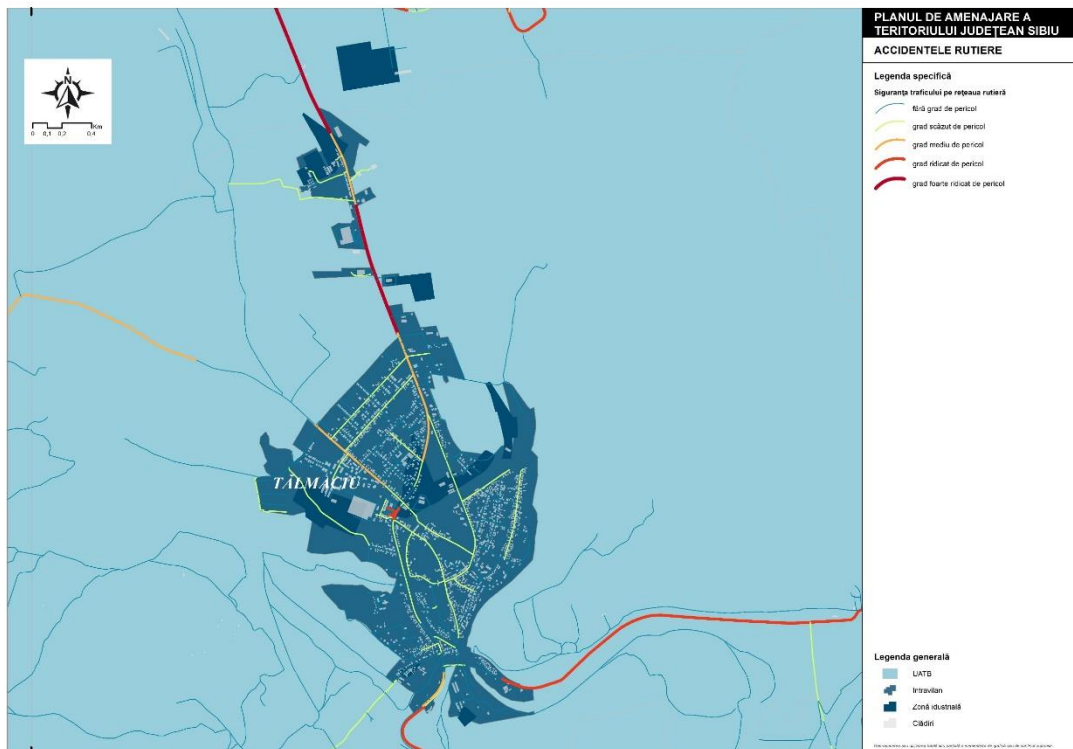 PLANUL DE AMENAJARE A
TERITORIULUI JUDEȚEAN SIBIU
ACCIDENTELE RUTIERE
Legenda specifică
Siguranța traficului pe rețeaua rutieră
fără grad de pericol
grad scăzut de pericol
grad mediu de pericol
grad ridicat de pericol
grad foarte ridicat de pericol
N
Km
0 0,1 0,2 0,4
TĂLMACIU
Legenda generală
UATB
Intravilan
Zonă idustrială
Clădiri